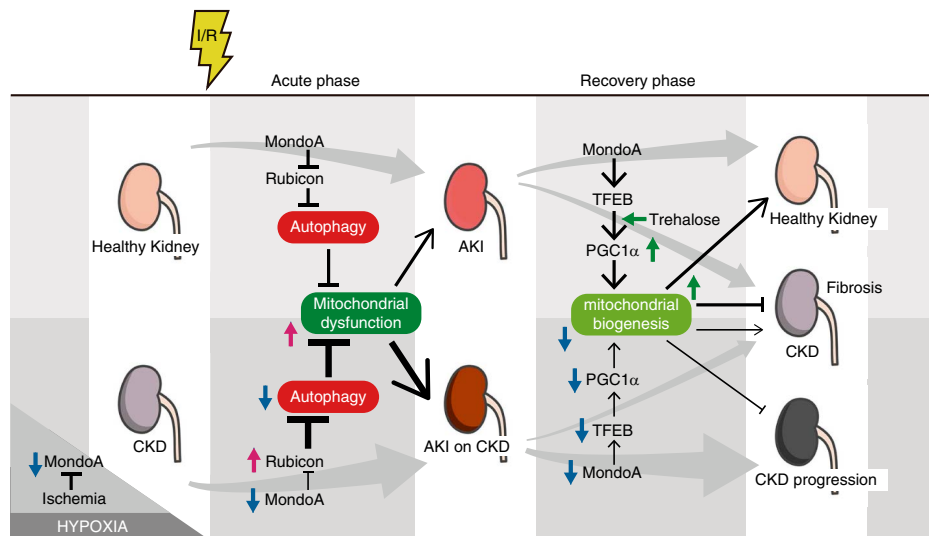 I/R
Acute phase
Recovery phase
MondoA
Rubicon
Autophagy
Healthy Kidney
AKI
MondoA
TFEB
Trehalose
PGC1α
Healthy Kidney
Mitochondrial
dysfunction
mitochondrial
biogenesis
Fibrosis
CKD
Autophagy
PGC1α
CKD
AKI on CKD
TFEB
MondoA
Rubicon
MondoA
CKD progression
Ischemia
MondoA
HYPOXIA